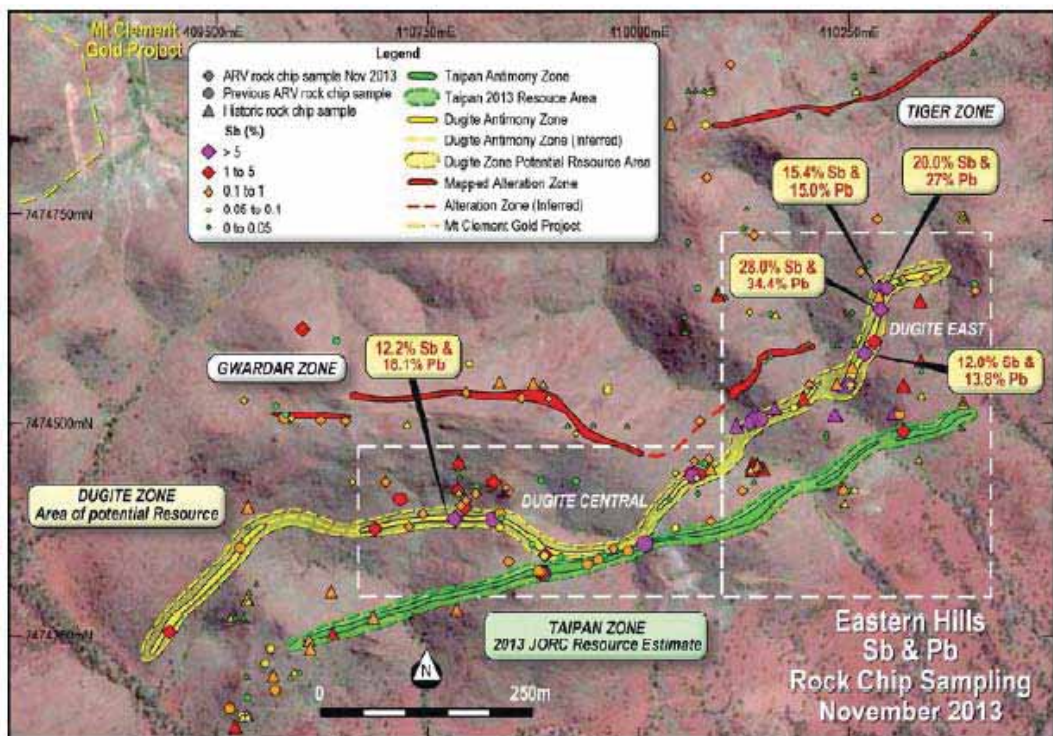 Mt Clement
Gold Project
409500mE
410750mE
110000mE
110250mE
Legend
ARV rock chip sample Nov 2013
Previous ARV rock chip sample
Historic rock chip sample
Sb (%)
> 5
1 to 5
0.1 to 1
0.05 to 0.1
0 to 0.05
Taipan Antimony Zone
Taipan 2013 Resouce Area
Dugite Antimony Zone
Dugite Antimony Zone (Inferred)
Dugite Zone Potential Resource Area
Mapped Alteration Zone
Alteration Zone (Inferred)
Mt Clement Gold Project
TIGER ZONE
15.4% Sb &
15.0% Pb
20.0% Sb &
27% Pb
7474750mN
28.0% Sb &
34.4% Pb
DUGITE EAST
12.2% Sb &
16.1% Pb
GWARDAR ZONE
12.0% Sb &
13.8% Pb
7474500mN
DUGITE ZONE
Area of potential Resource
DUGITE CENTRAL
TAIPAN ZONE
2013 JORC Resource Estimate
N
0
250m
Eastern Hills
Sb & Pb
Rock Chip Sampling
November 2013